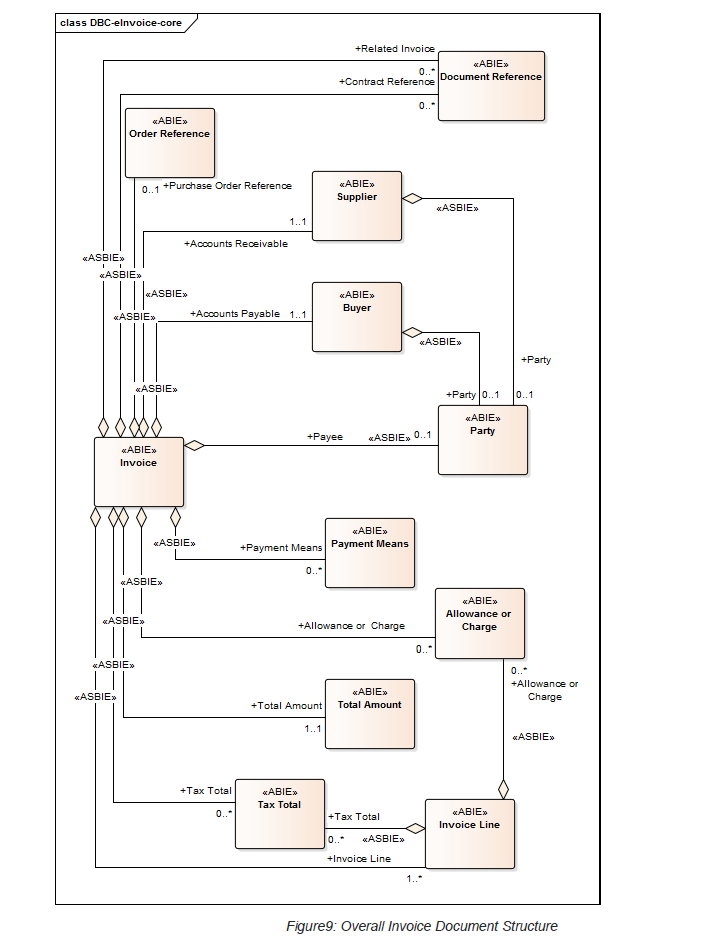 class DBC-eInvoice-core
+Related Invoice
0..*
«ABIE»
Document Reference
+Contract Reference
0..*
«ABIE»
Order Reference
0..1
+Purchase Order Reference
«ABIE»
Supplier
1..1
+Accounts Receivable
«ASBIE»
«ASBIE»
«ASBIE»
«ASBIE»
«ASBIE»
«ABIE»
Buyer
+Accounts Payable
1..1
«ASBIE»
+Party
«ASBIE»
+Party
0..1
0..1
«ABIE»
Party
+Payee
«ASBIE»
0..1
«ABIE»
Invoice
«ASBIE»
+Payment Means
0..*
«ABIE»
Payment Means
«ASBIE»
+Allowance or Charge
0..*
«ABIE»
Allowance or
Charge
0..*
+Allowance or
Charge
«ASBIE»
«ASBIE»
«ASBIE»
«ASBIE»
+Total Amount
1..1
«ABIE»
Total Amount
+Tax Total
0..*
«ABIE»
Tax Total
+Tax Total
0..*
«ASBIE»
«ABIE»
Invoice Line
+Invoice Line
1..*
Figure9: Overall Invoice Document Structure